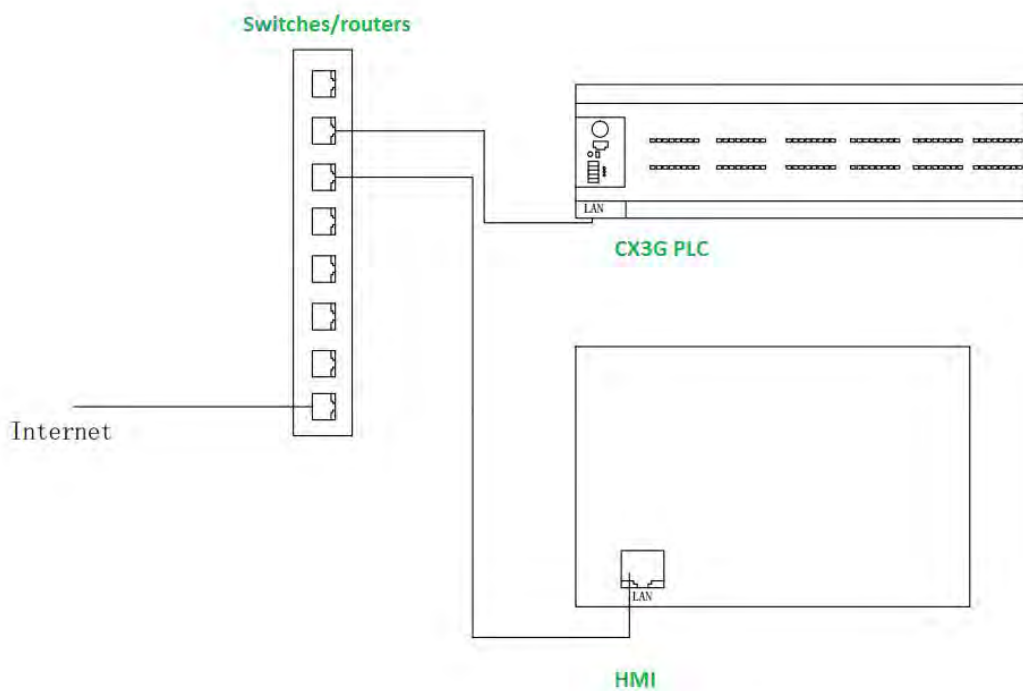 Switches/routers
LAN
CX3G PLC
Internet
LAN
HMI